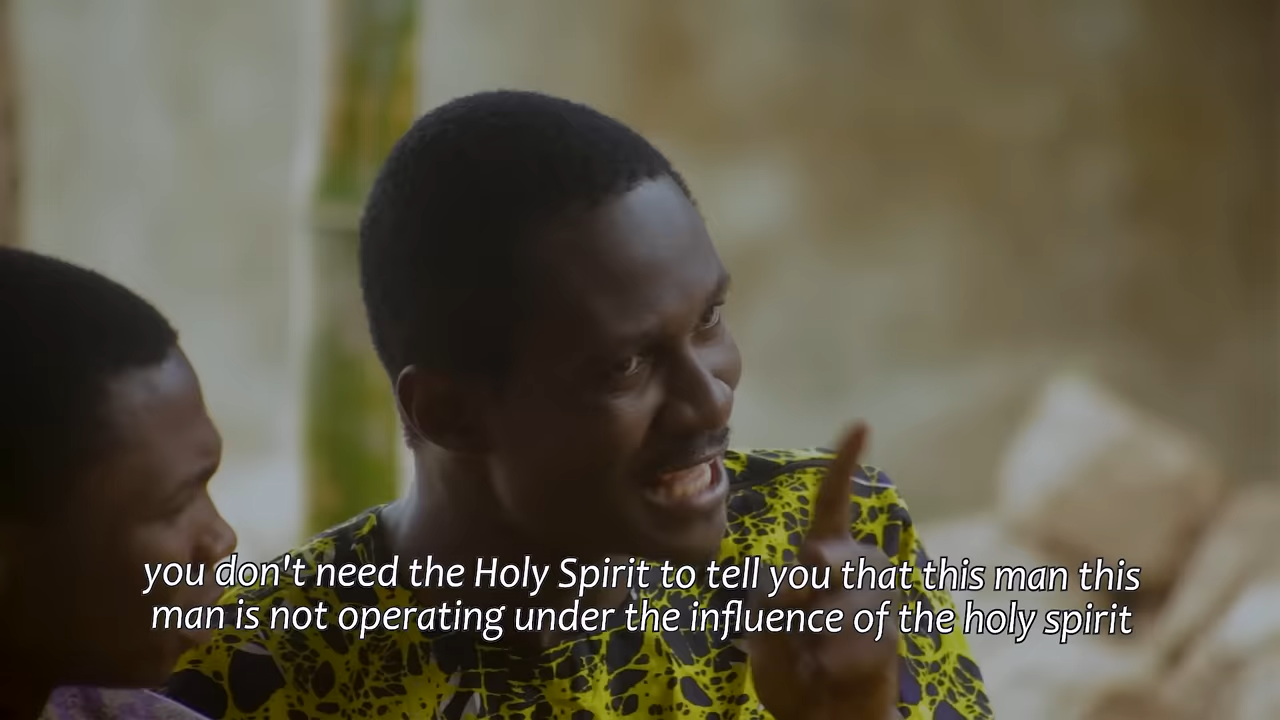 you don't need the Holy Spirit to tell you that this man this
man is not operating under the influence of the holy spirit